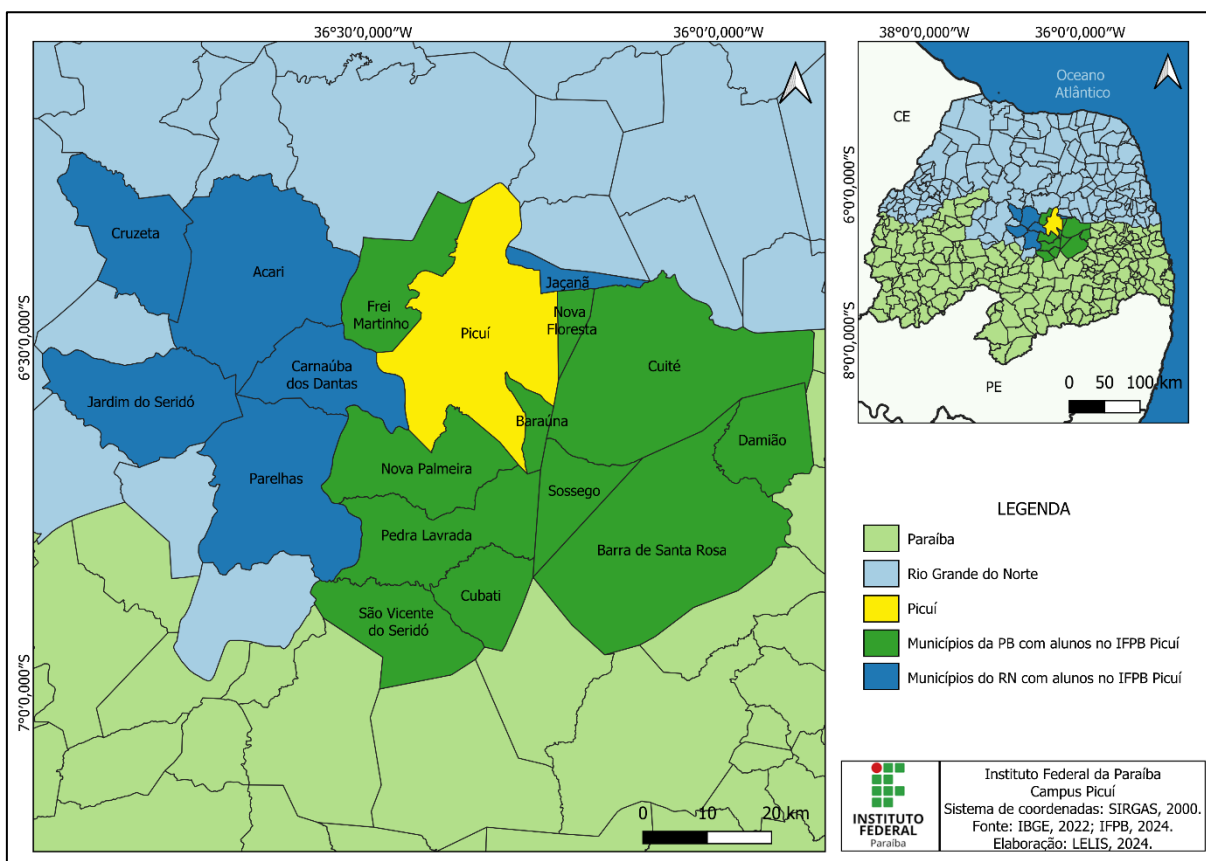 36°30'0,000"W
36°0'0,000"W
6°30'0,000"S
7°0'0,000"S
Cruzeta
Acari
Jaçanã
Frei
Martinho
Nova
Floresta
Picuí
Carnaúba
dos Dantas
Cuité
Jardim do Seridó
Baraúna
Damião
Nova Palmeira
Parelhas
Sossego
Pedra Lavrada
Barra de Santa Rosa
Cubati
São Vicente
do Seridó
0 10 20 km
38°0'0,000"W
36°0'0,000"W
6°0'0,000"S
8°0'0,000"S
Oceano
Atlântico
CE
PE
0 50 100 km
LEGENDA
Paraíba
Rio Grande do Norte
Picuí
Municípios da PB com alunos no IFPB Picuí
Municípios do RN com alunos no IFPB Picuí
INSTITUTO
FEDERAL
Paraíba
Instituto Federal da Paraíba
Campus Picuí
Sistema de coordenadas: SIRGAS, 2000.
Fonte: IBGE, 2022; IFPB, 2024.
Elaboração: LELIS, 2024.